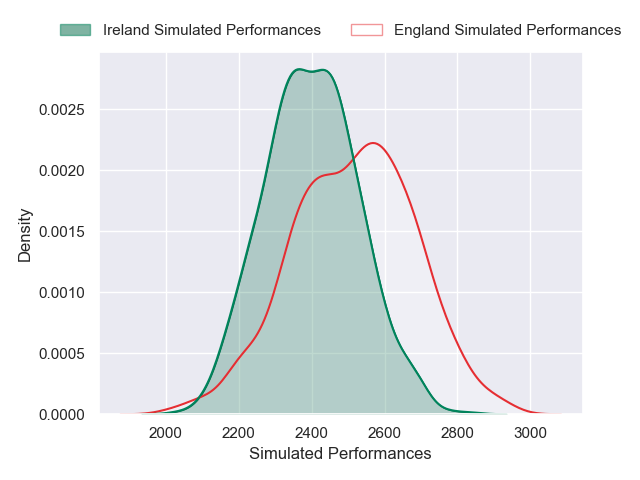 Ireland Simulated Performances England Simulated Performances
0.0025
0.0020
0.0015
0.0010
0.0005
0.0000
Density
2000 2200 2400 2600 2800 3000
Simulated Performances